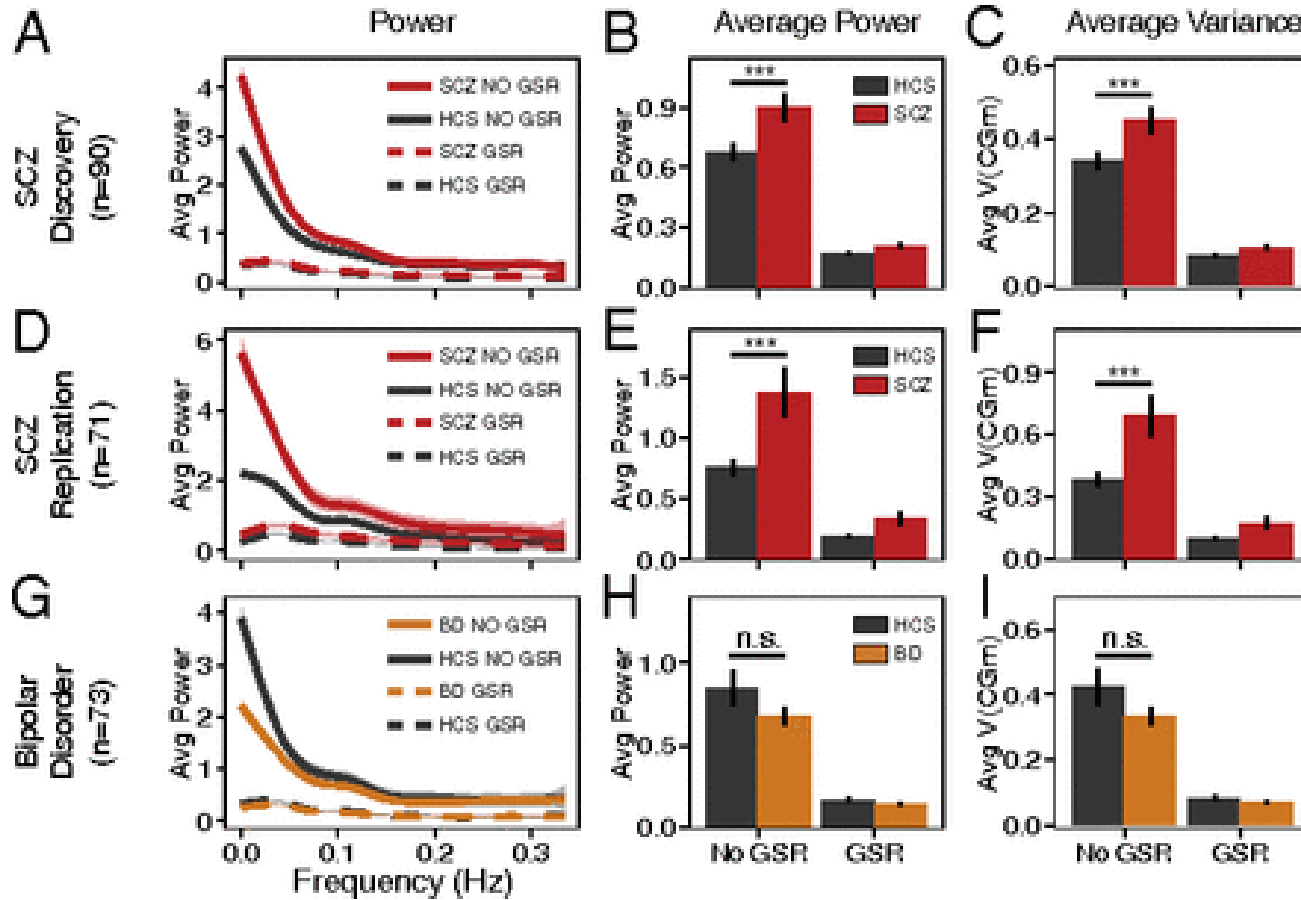 A
Power
B
Average Power
C
Average Variance
SCZ
Discovery
(n=90)
Avg Power
4
3
2
1
0
SCZ NO GSR
HCS NO GSR
SCZ GSR
HCS GSR
Avg Power
0.9
0.6
0.3
0.0
***
HCS
SCZ
Avg V(CGm)
0.6
0.4
0.2
0.0
***
D
E
F
SCZ
Replication
(n=71)
Avg Power
6
4
2
0
SCZ NO GSR
HCS NO GSR
SCZ GSR
HCS GSR
Avg Power
1.5
1.0
0.5
0.0
***
HCS
SCZ
Avg V(CGm)
0.9
0.6
0.3
0.0
***
G
H
I
Bipolar
Disorder
(n=73)
Avg Power
4
3
2
1
0
BD NO GSR
HCS NO GSR
BD GSR
HCS GSR
0.0
0.1
0.2
0.3
Frequency (Hz)
Avg Power
1.0
0.5
0.0
n.s.
HCS
BD
No GSR
GSR
Avg V(CGm)
0.6
0.4
0.2
0.0
n.s.
No GSR
GSR